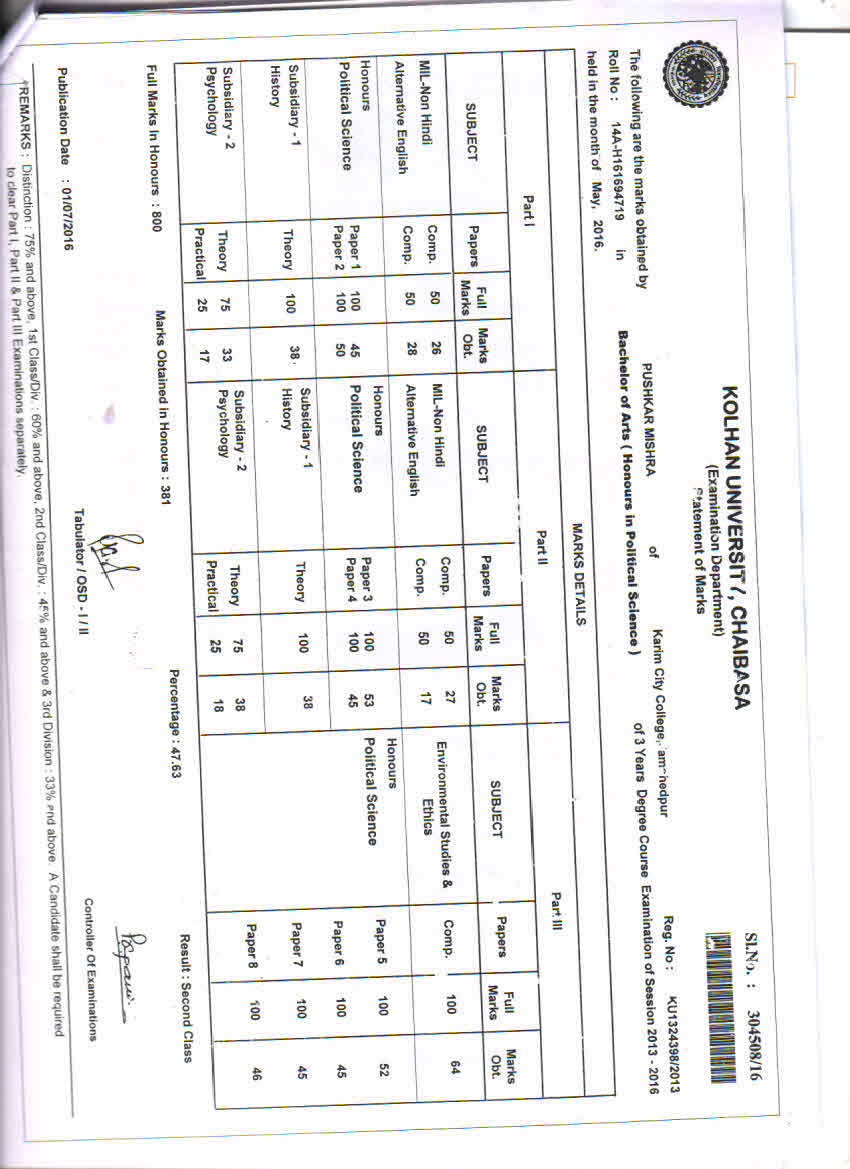 KOLHAN UNIVERSITY, CHAIBASA
(Examination Department)
Statement of Marks
Sl.No. : 304508/16
The following are the marks obtained by PUSHKAR MISHRA of Karim City College, Jamshedpur Reg. No : KU1324398/2013
Roll No : 14A-H161694719 in Bachelor of Arts ( Honours in Political Science ) of 3 Years Degree Course Examination of Session 2013 - 2016
held in the month of May, 2016.
MARKS DETAILS
Part I Part II Part III
SUBJECT Papers Full Marks Marks Obt. SUBJECT Papers Full Marks Marks Obt. SUBJECT Papers Full Marks Marks Obt.
MIL-Non Hindi Comp. 50 26 MIL-Non Hindi Comp. 50 27 Environmental Studies & Comp. 100 64
Alternative English Comp. 50 28 Alternative English Comp. 50 17 Ethics
Honours Paper 1 100 45 Honours Paper 3 100 53 Honours Paper 5 100 52
Political Science Paper 2 100 50 Political Science Paper 4 100 45 Political Science
Paper 6 100 45
Subsidiary - 1 Theory 100 38 Subsidiary - 1 Theory 100 38 Paper 7 100 45
History History
Subsidiary - 2 Theory 75 33 Subsidiary - 2 Theory 75 38 Paper 8 100 46
Psychology Practical 25 17 Psychology Practical 25 18
Full Marks In Honours : 800 Marks Obtained in Honours : 381 Percentage : 47.63 Result : Second Class
Publication Date : 01/07/2016 Tabulator / OSD - I / II Controller Of Examinations
*REMARKS : Distinction : 75% and above, 1st Class/Div. : 60% and above, 2nd Class/Div. : 45% and above & 3rd Division : 33% and above. A Candidate shall be required
to clear Part I, Part II & Part III Examinations separately.